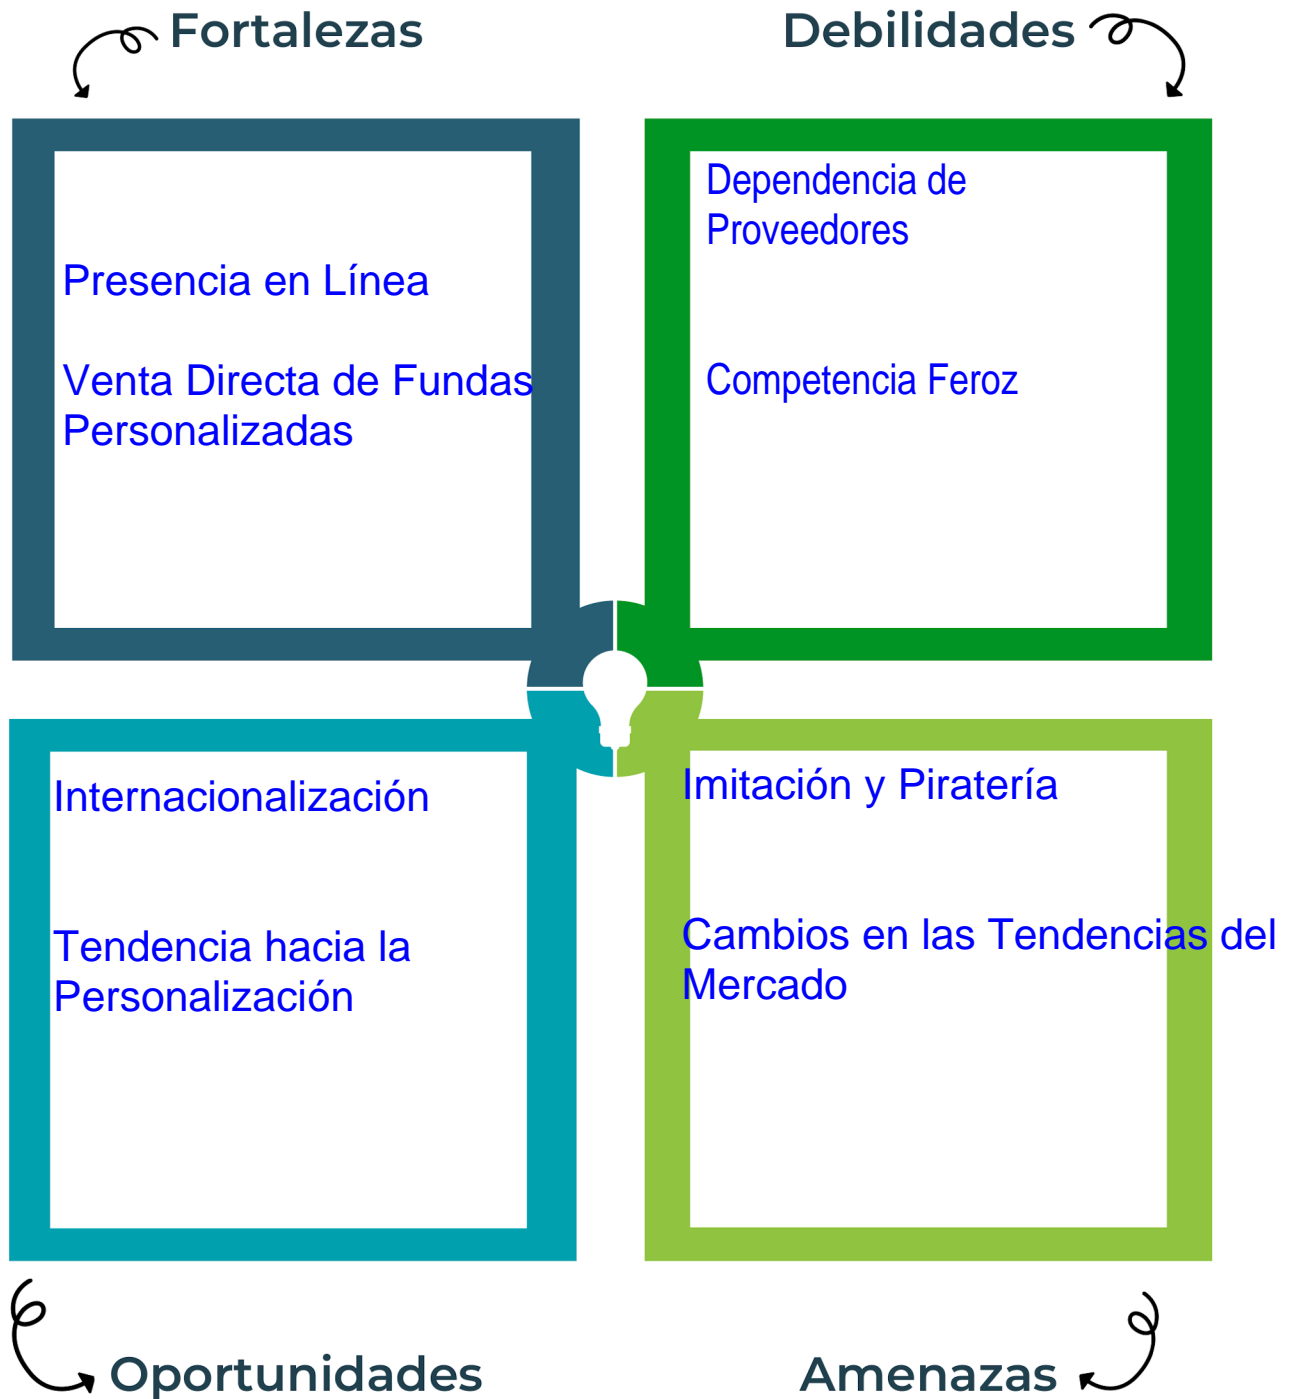 Fortalezas
Debilidades
Presencia en Línea
Venta Directa de Fundas
Personalizadas
Dependencia de
Proveedores
Competencia Feroz
Internacionalización
Tendencia hacia la
Personalización
Imitación y Piratería
Cambios en las Tendencias del
Mercado
Oportunidades
Amenazas